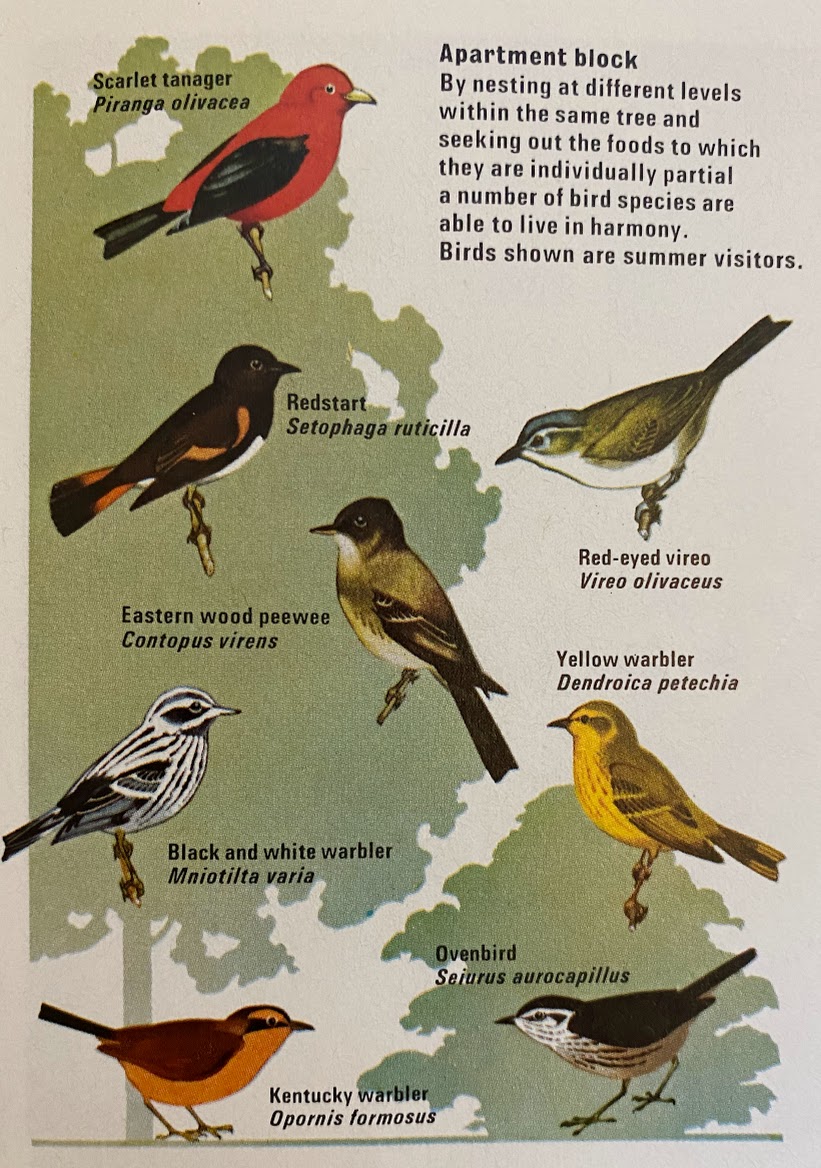 Scarlet tanager
Piranga olivacea
Apartment block
By nesting at different levels
within the same tree and
seeking out the foods to which
they are individually partial
a number of bird species are
able to live in harmony.
Birds shown are summer visitors.
Redstart
Setophaga ruticilla
Red-eyed vireo
Vireo olivaceus
Eastern wood peewee
Contopus virens
Yellow warbler
Dendroica petechia
Black and white warbler
Mniotilta varia
Ovenbird
Seiurus aurocapillus
Kentucky warbler
Opornis formosus